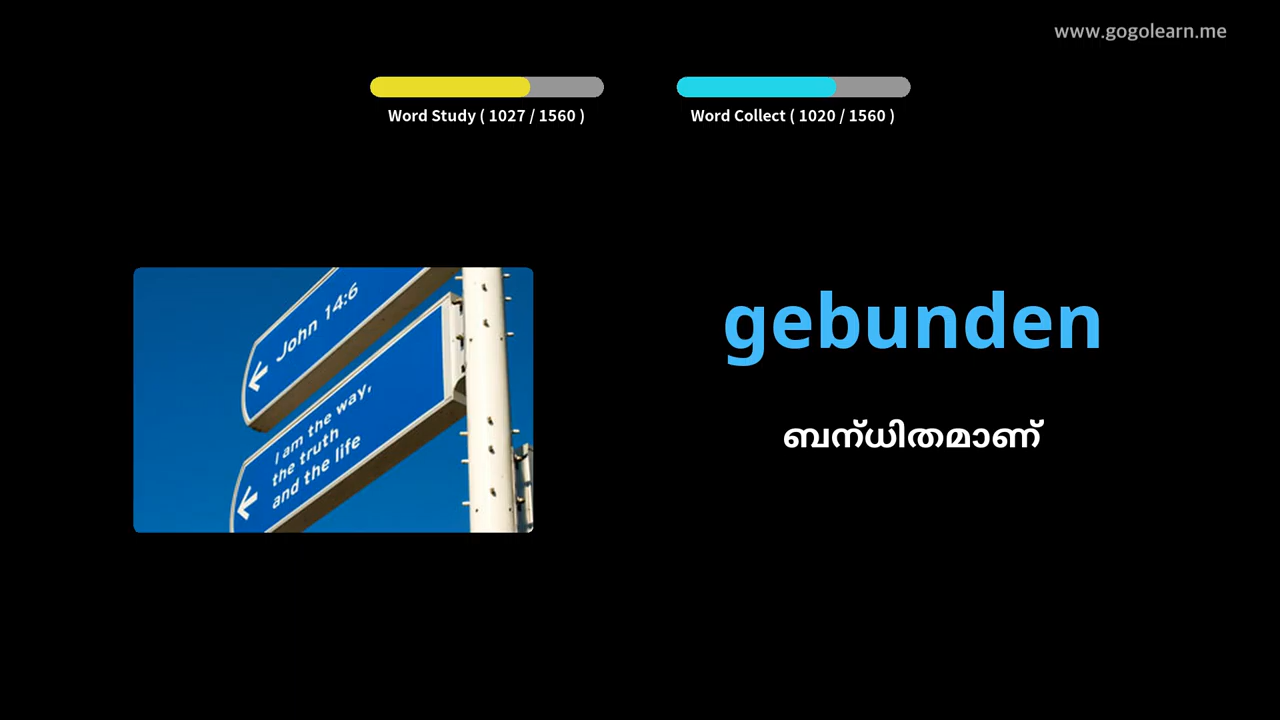 www.gogolearn.me
Word Study ( 1027 / 1560 )
Word Collect ( 1020 / 1560 )
John 14:6
I am the way,
the truth
and the life
gebunden
ബന്ധിതമാണ്